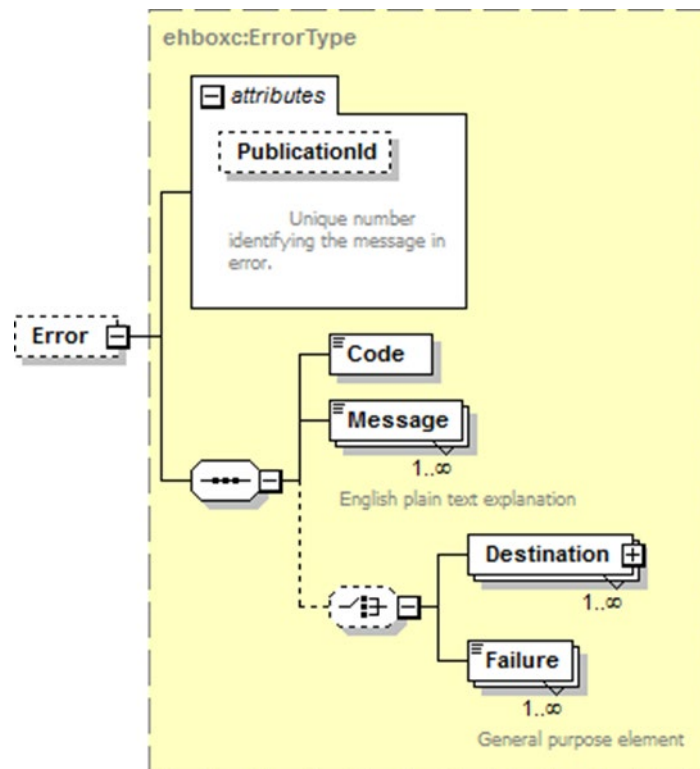 ehboxc:ErrorType
attributes
PublicationId
Unique number
identifying the message in
error.
Error
Code
Message
1..∞
English plain text explanation
Destination
1..∞
Failure
1..∞
General purpose element